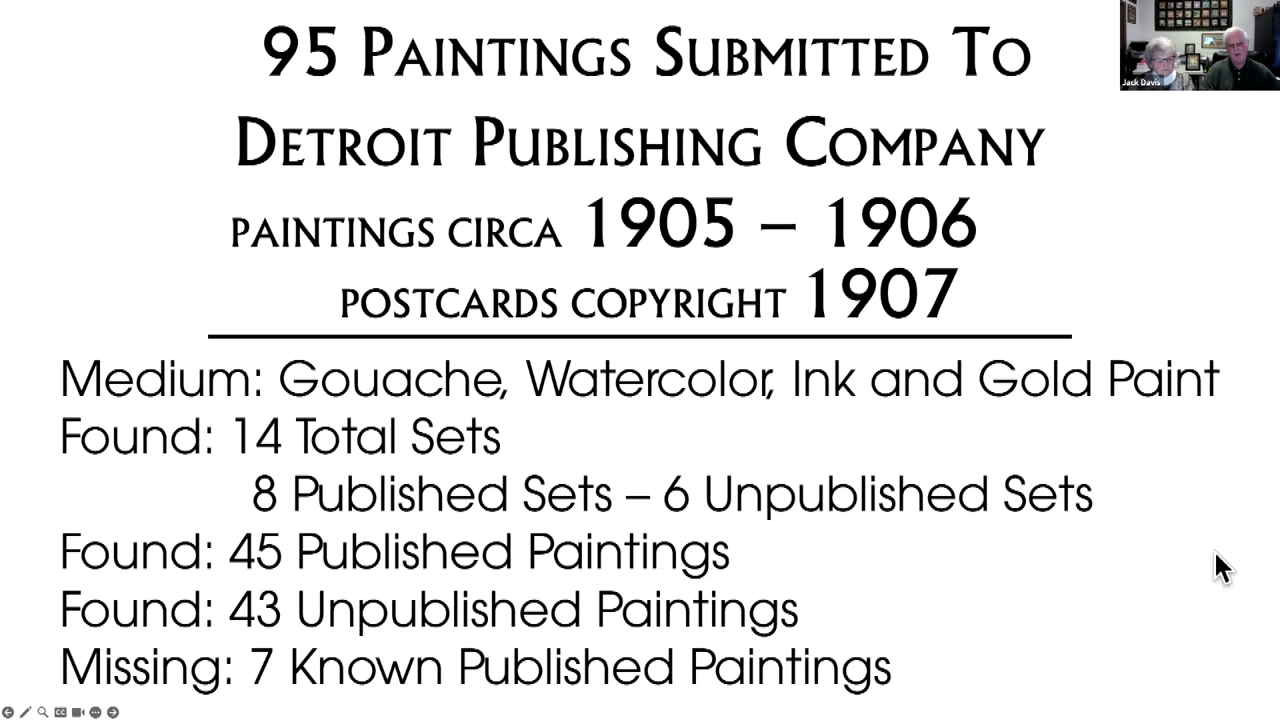 95 Paintings Submitted To
Detroit Publishing Company
paintings circa 1905 – 1906
postcards copyright 1907
Medium: Gouache, Watercolor, Ink and Gold Paint
Found: 14 Total Sets
8 Published Sets – 6 Unpublished Sets
Found: 45 Published Paintings
Found: 43 Unpublished Paintings
Missing: 7 Known Published Paintings
Jack Davis